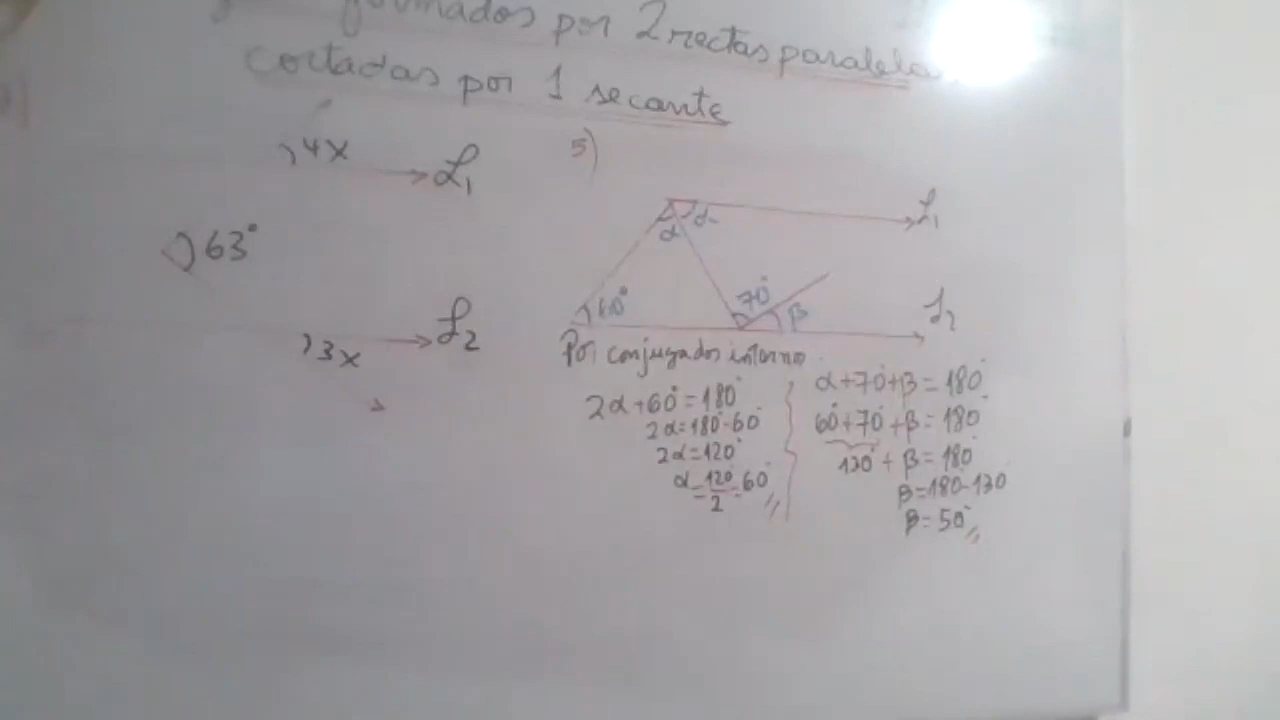 formados por 2 rectas paralela
cortadas por 1 secante
4x
L1
63°
L2
3x
5)
L1
α
α
60°
70°
β
L2
Por conjugados interno
2α+60°=180°
2α=180°-60°
2α=120°
α=120°/2=60°
α+70°+β=180°
60°+70°+β=180°
130°+β=180°
β=180-130
β=50°